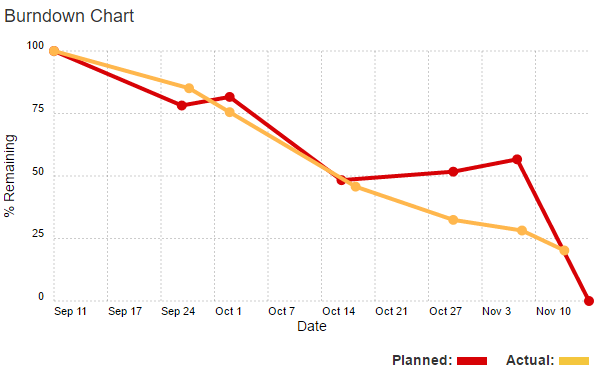 Burndown Chart
100
75
50
25
0
% Remaining
Sep 11 Sep 17 Sep 24 Oct 1 Oct 7 Oct 14 Oct 21 Oct 27 Nov 3 Nov 10
Date
Planned: Actual: